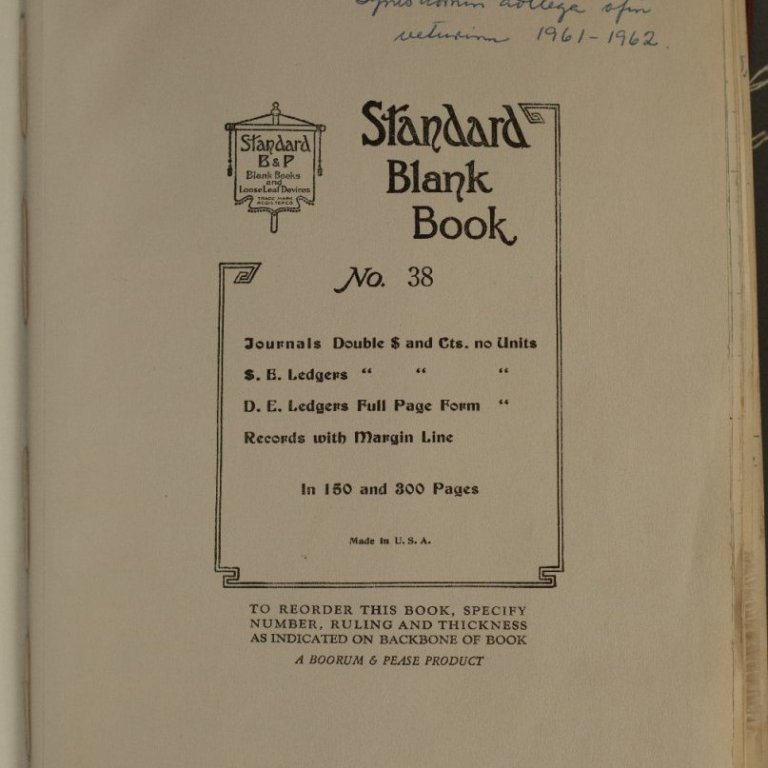 veturinn 1961-1962.
Standard
B & P
Blank Books
and
Loose Leaf Devices
TRADE MARK
REGISTERED
Standard
Blank
Book
No. 38
Journals Double $ and Cts. no Units
S. E. Ledgers “ “ “
D. E. Ledgers Full Page Form “
Records with Margin Line
In 150 and 300 Pages
Made in U. S. A.
TO REORDER THIS BOOK, SPECIFY
NUMBER, RULING AND THICKNESS
AS INDICATED ON BACKBONE OF BOOK
A BOORUM & PEASE PRODUCT